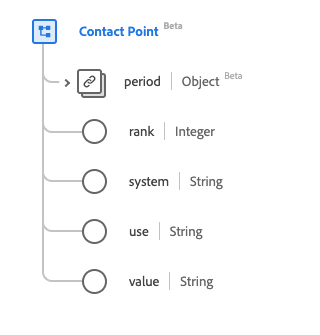 Contact Point Beta
period Object Beta
rank Integer
system String
use String
value String